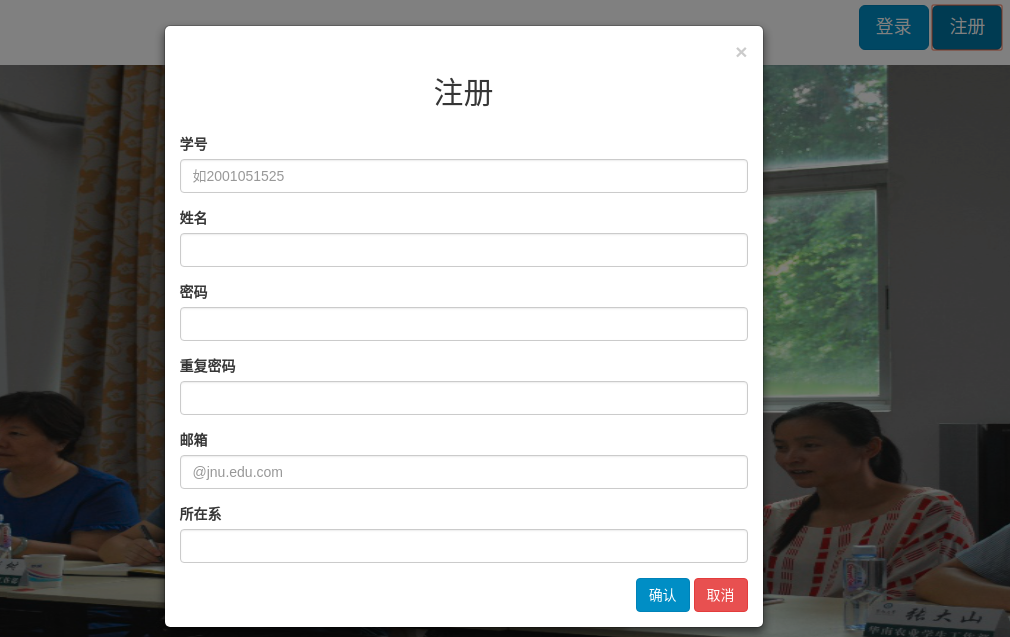 登录 注册
×
注册
学号
如2001051525
姓名
密码
重复密码
邮箱
@jnu.edu.com
所在系
确认 取消
张大山